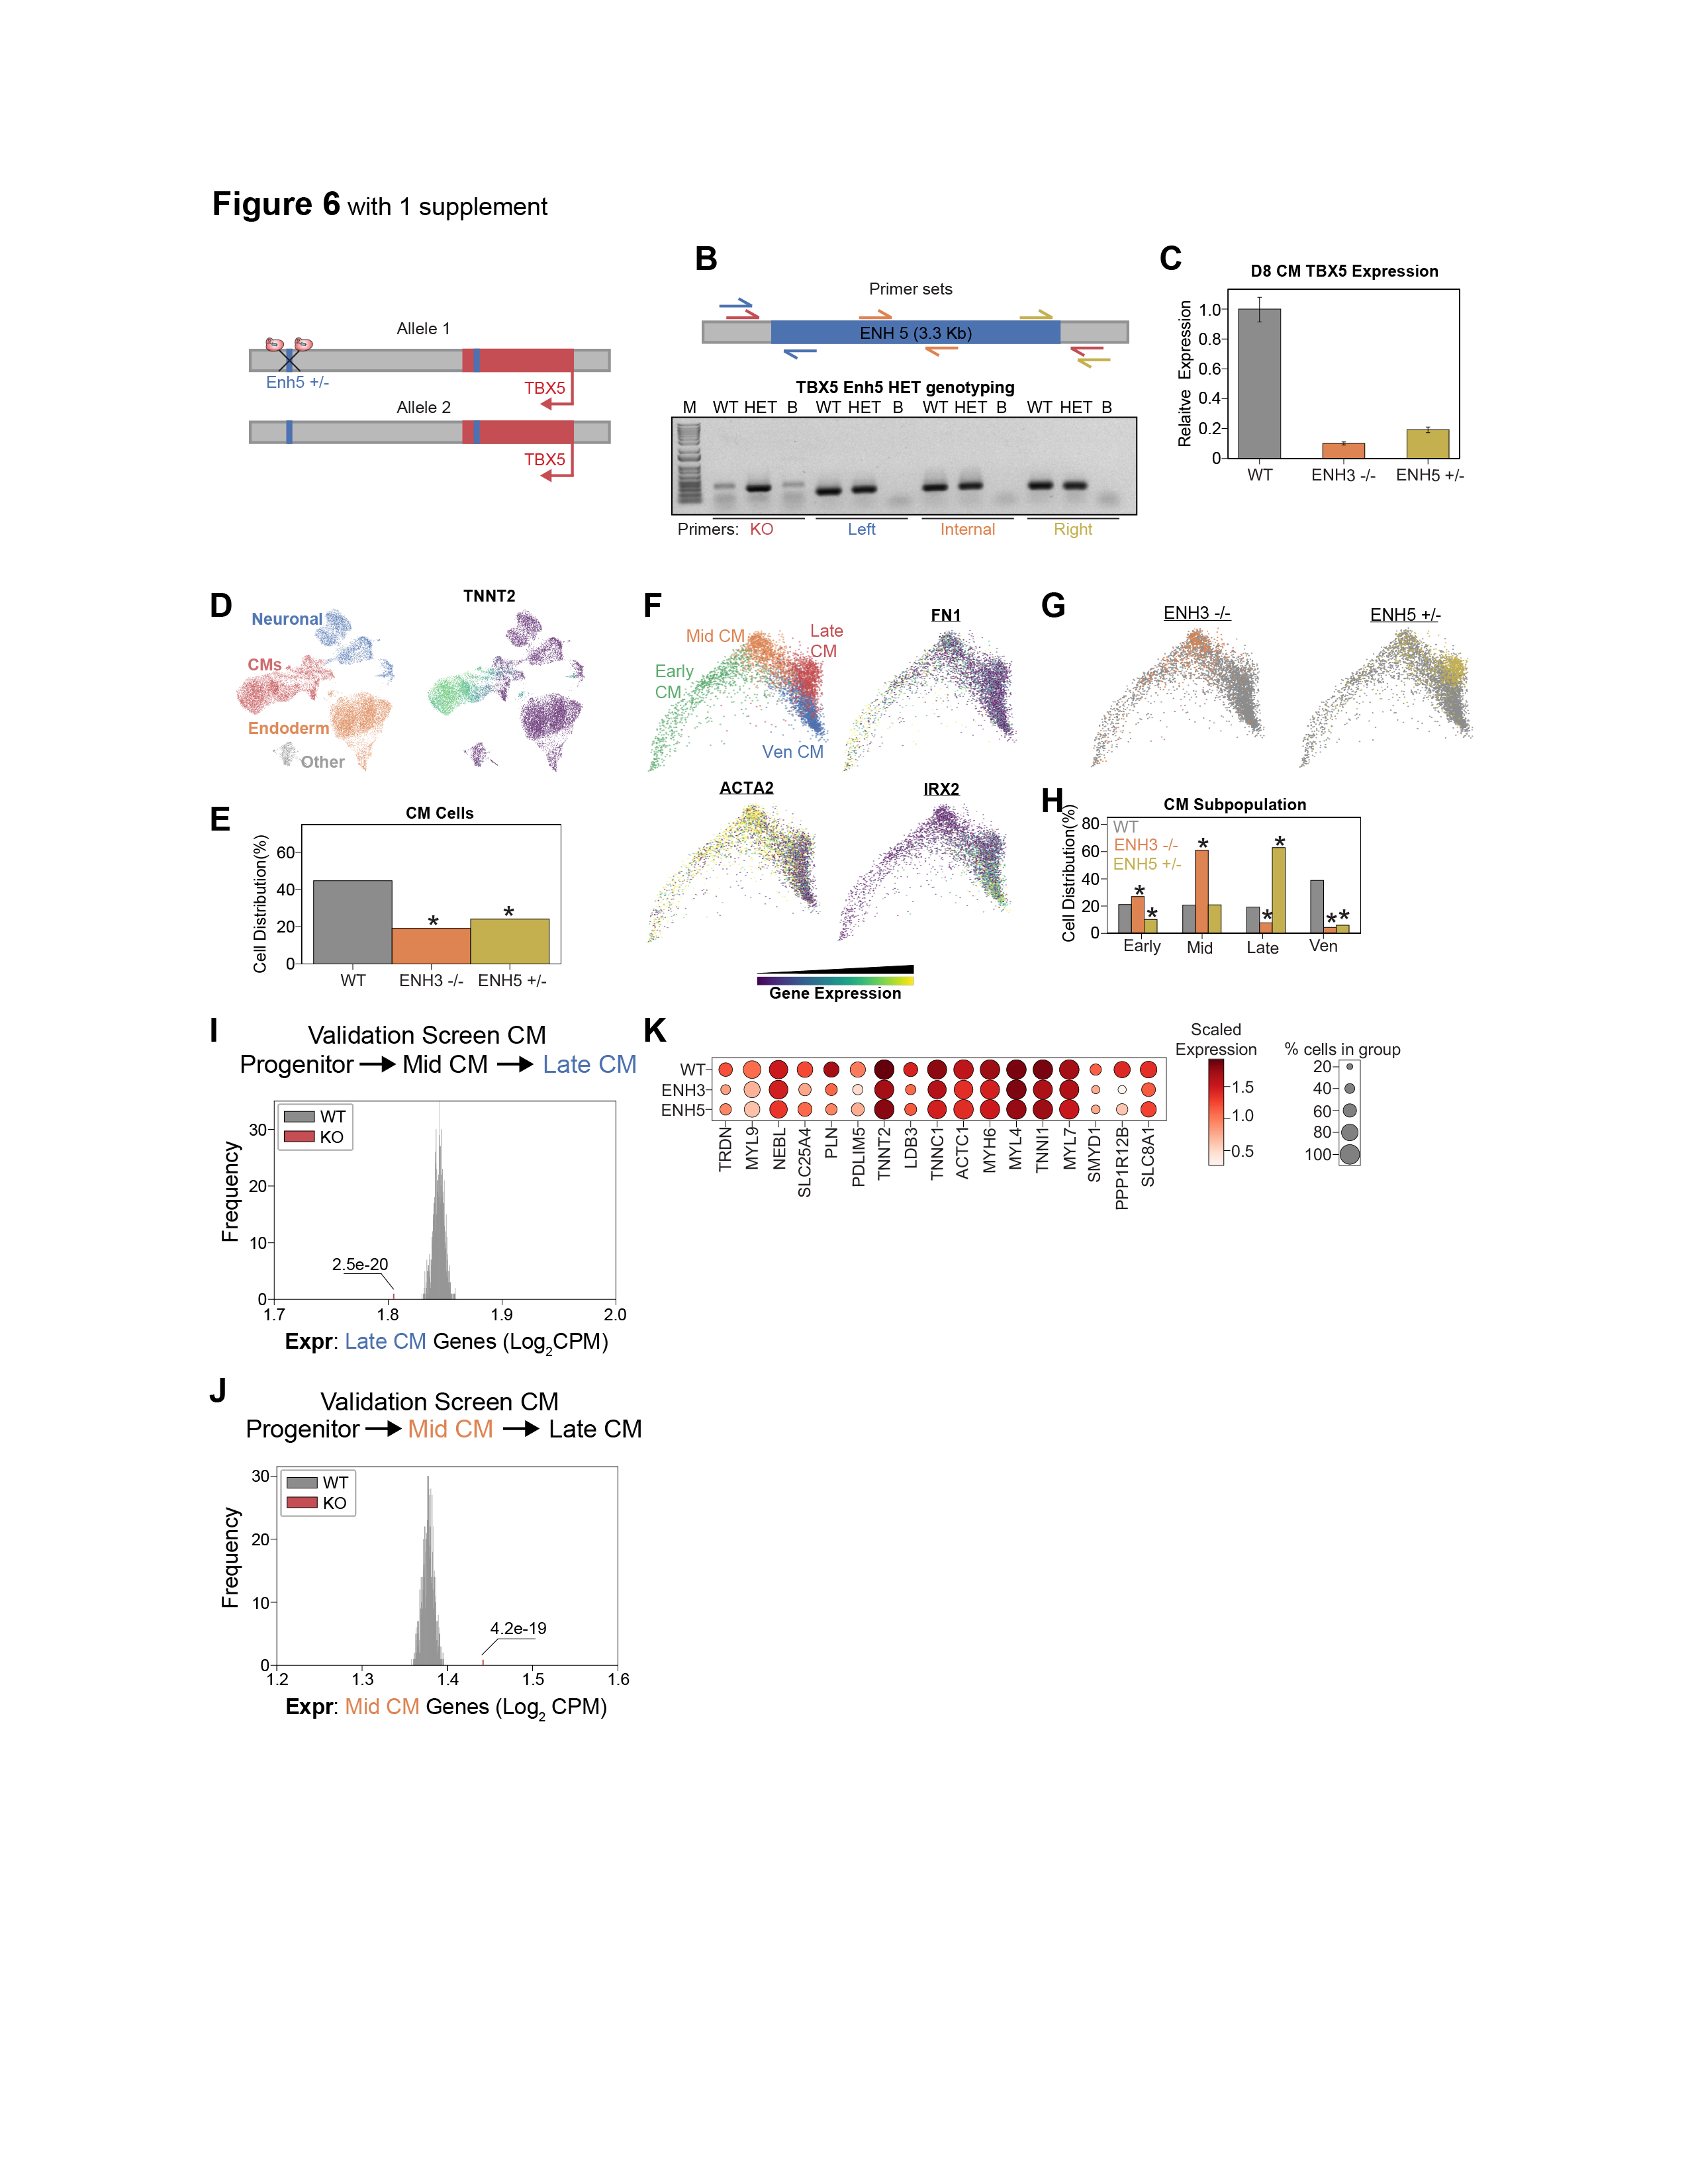 Figure 6 with 1 supplement
Allele 1
Enh5 +/-
TBX5
Allele 2
TBX5
B
Primer sets
ENH 5 (3.3 Kb)
TBX5 Enh5 HET genotyping
M WT HET B WT HET B WT HET B WT HET B
Primers: KO Left Internal Right
C
D8 CM TBX5 Expression
Relaitve Expression
1.0
0.8
0.6
0.4
0.2
0
WT ENH3 -/- ENH5 +/-
D
Neuronal
CMs
Endoderm
Other
TNNT2
E
CM Cells
Cell Distribution(%)
60
40
20
0
WT ENH3 -/- ENH5 +/-
* *
F
Mid CM
Late
CM
Early
CM
Ven CM
FN1
ACTA2
IRX2
Gene Expression
G
ENH3 -/-
ENH5 +/-
H
CM Subpopulation
Cell Distribution(%)
80
60
40
20
0
WT
ENH3 -/-
ENH5 +/-
* * * * * * *
Early Mid Late Ven
I
Validation Screen CM
Progenitor → Mid CM → Late CM
WT
KO
Frequency
30
20
10
0
2.5e-20
1.7 1.8 1.9 2.0
Expr: Late CM Genes (Log2CPM)
J
Validation Screen CM
Progenitor → Mid CM → Late CM
WT
KO
Frequency
30
20
10
0
4.2e-19
1.2 1.3 1.4 1.5 1.6
Expr: Mid CM Genes (Log2 CPM)
K
WT
ENH3
ENH5
TRDN
MYL9
NEBL
SLC25A4
PLN
PDLIM5
TNNT2
LDB3
TNNC1
ACTC1
MYH6
MYL4
TNNI1
MYL7
SMYD1
PPP1R12B
SLC8A1
Scaled
Expression
1.5
1.0
0.5
% cells in group
20
40
60
80
100